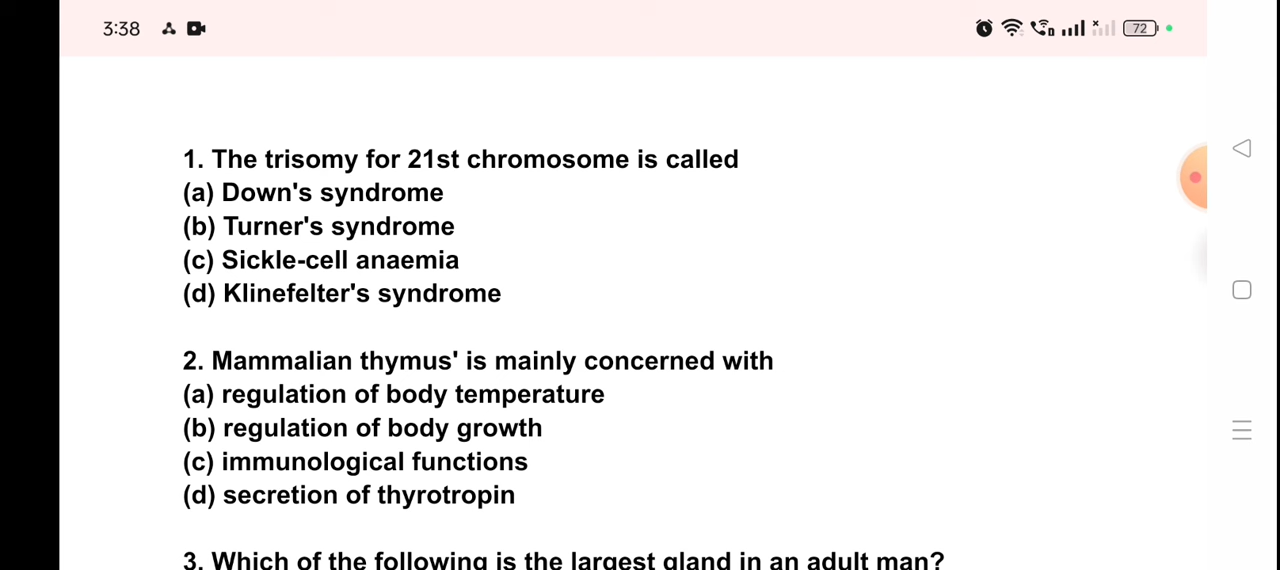 3:38
72
1. The trisomy for 21st chromosome is called
(a) Down's syndrome
(b) Turner's syndrome
(c) Sickle-cell anaemia
(d) Klinefelter's syndrome
2. Mammalian thymus' is mainly concerned with
(a) regulation of body temperature
(b) regulation of body growth
(c) immunological functions
(d) secretion of thyrotropin
3. Which of the following is the largest gland in an adult man?